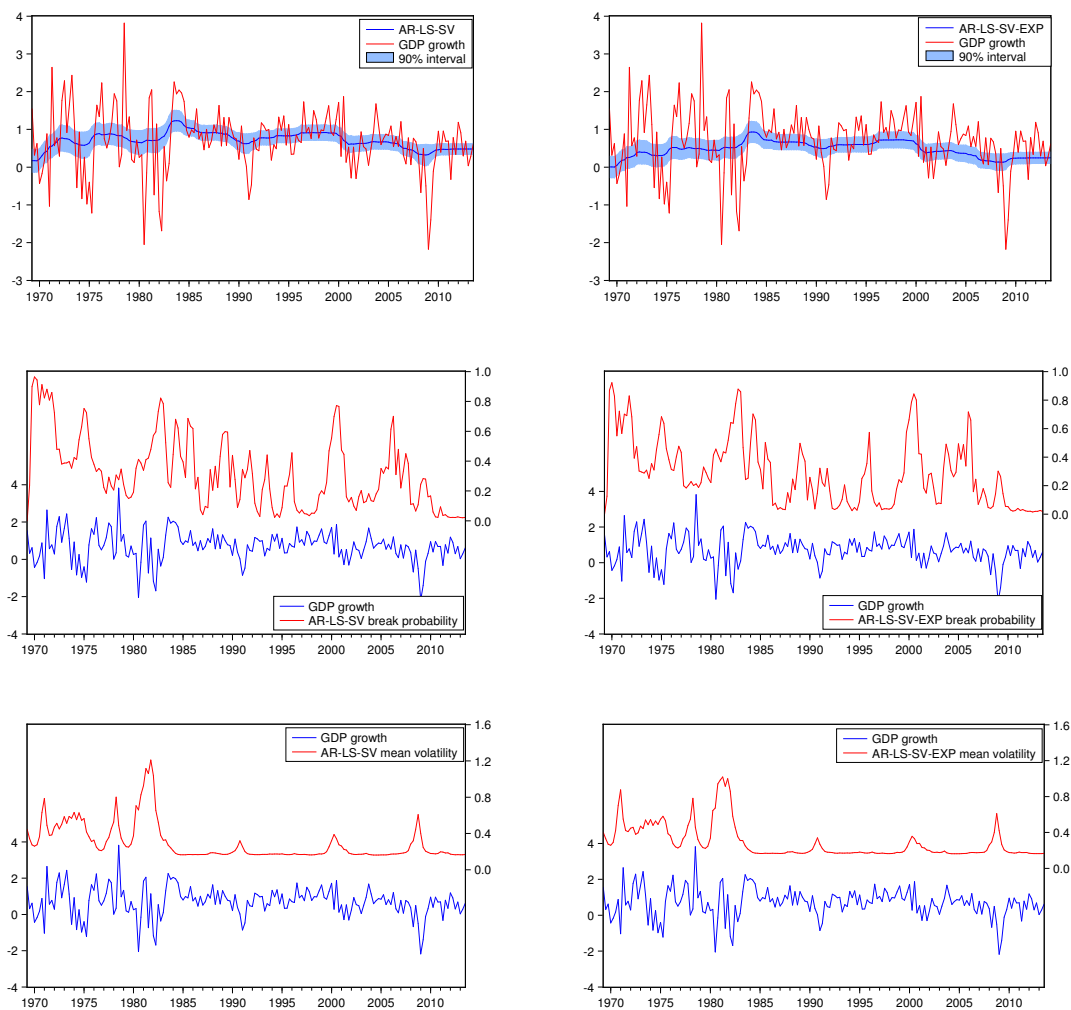 4
3
2
1
0
-1
-2
-3
AR-LS-SV
GDP growth
90% interval
1970 1975 1980 1985 1990 1995 2000 2005 2010
4
3
2
1
0
-1
-2
-3
AR-LS-SV-EXP
GDP growth
90% interval
1970 1975 1980 1985 1990 1995 2000 2005 2010
4
2
0
-2
-4
1.0
0.8
0.6
0.4
0.2
0.0
GDP growth
AR-LS-SV break probability
1970 1975 1980 1985 1990 1995 2000 2005 2010
4
2
0
-2
-4
1.0
0.8
0.6
0.4
0.2
0.0
GDP growth
AR-LS-SV-EXP break probability
1970 1975 1980 1985 1990 1995 2000 2005 2010
4
2
0
-2
-4
1.6
1.2
0.8
0.4
0.0
GDP growth
AR-LS-SV mean volatility
1970 1975 1980 1985 1990 1995 2000 2005 2010
4
2
0
-2
-4
1.6
1.2
0.8
0.4
0.0
GDP growth
AR-LS-SV-EXP mean volatility
1970 1975 1980 1985 1990 1995 2000 2005 2010